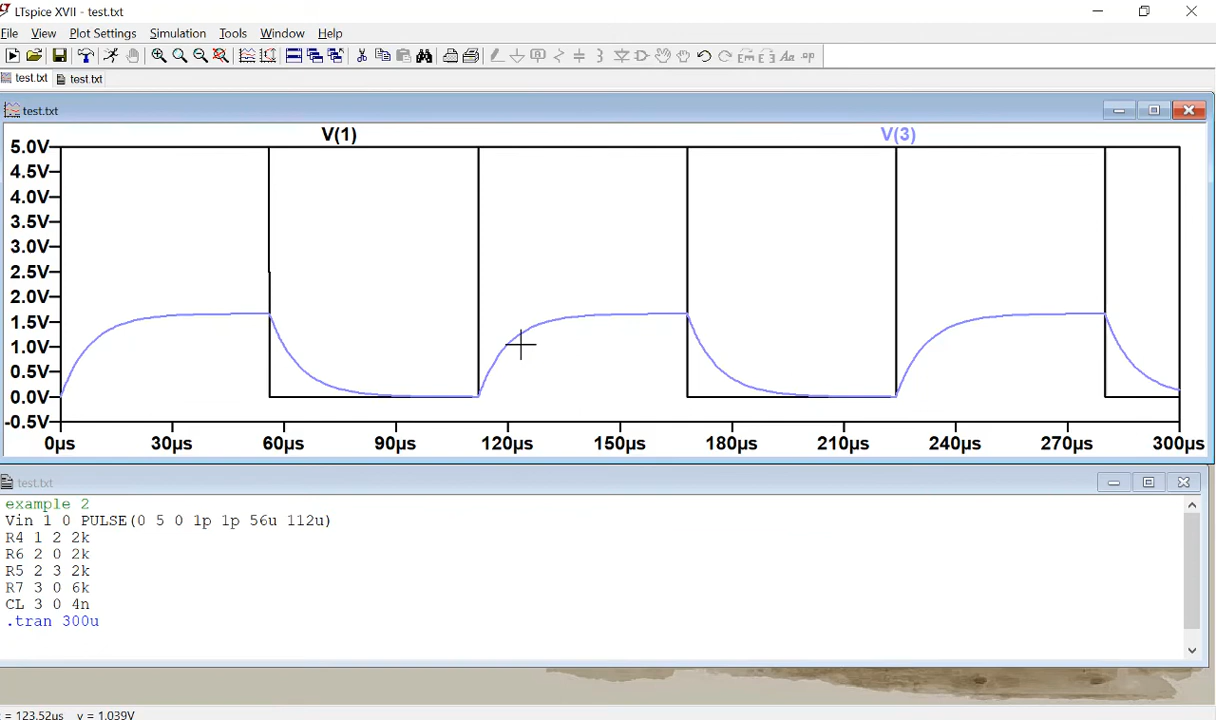 LTspice XVII - test.txt
File View Plot Settings Simulation Tools Window Help
test.txt test.txt
test.txt
V(1) V(3)
5.0V
4.5V
4.0V
3.5V
3.0V
2.5V
2.0V
1.5V
1.0V
0.5V
0.0V
-0.5V
0µs 30µs 60µs 90µs 120µs 150µs 180µs 210µs 240µs 270µs 300µs
test.txt
example 2
Vin 1 0 PULSE(0 5 0 1p 1p 56u 112u)
R4 1 2 2k
R6 2 0 2k
R5 2 3 2k
R7 3 0 6k
CL 3 0 4n
.tran 300u
= 123.52µs v = 1.039V